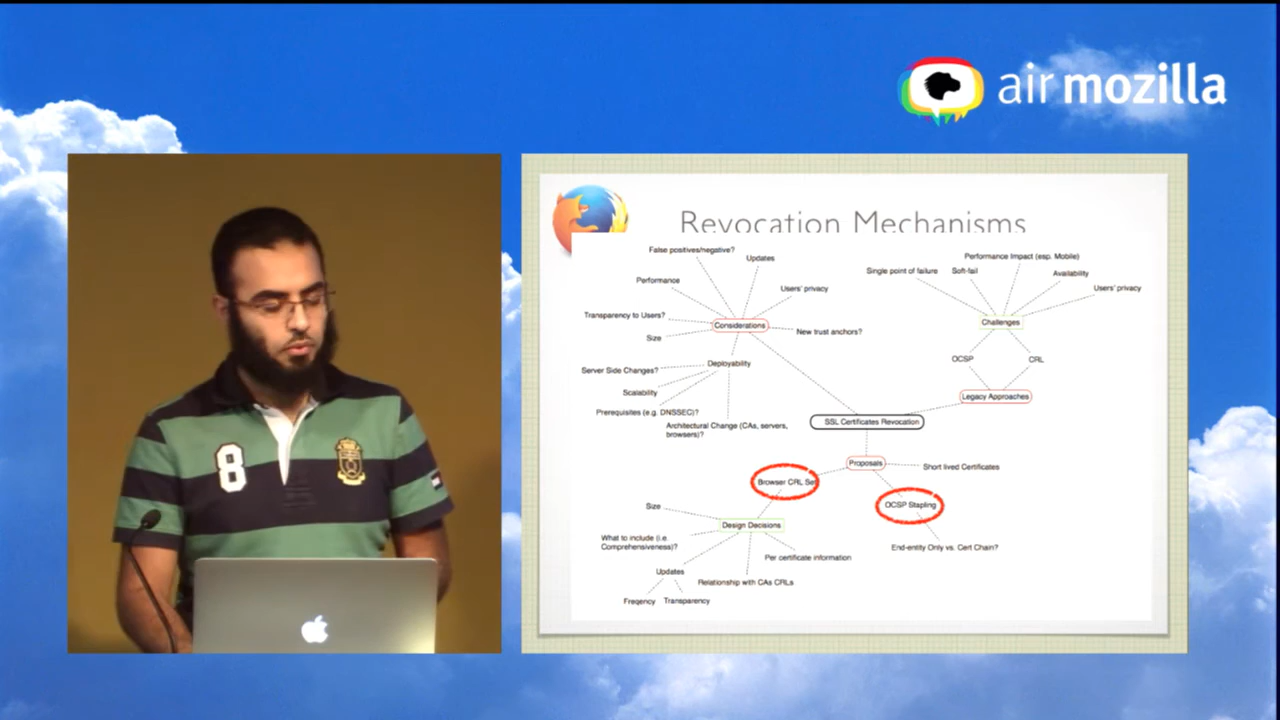 air mozilla
8
Revocation Mechanisms
False positives/negative?
Updates
Performance
Users' privacy
Transparency to Users?
Considerations
New trust anchors?
Size
Deployability
Server Side Changes?
Scalability
Prerequisites (e.g. DNSSEC)?
Architectural Change (CAs, servers,
browsers)?
Performance Impact (esp. Mobile)
Single point of failure
Soft-fail
Availability
Users' privacy
Challenges
OCSP
CRL
Legacy Approaches
SSL Certificates Revocation
Proposals
Short lived Certificates
Browser CRL Set
OCSP Stapling
End-entity Only vs. Cert Chain?
Size
Design Decisions
What to include (i.e.
Comprehensiveness)?
Per certificate information
Updates
Relationship with CAs CRLs
Freqency
Transparency